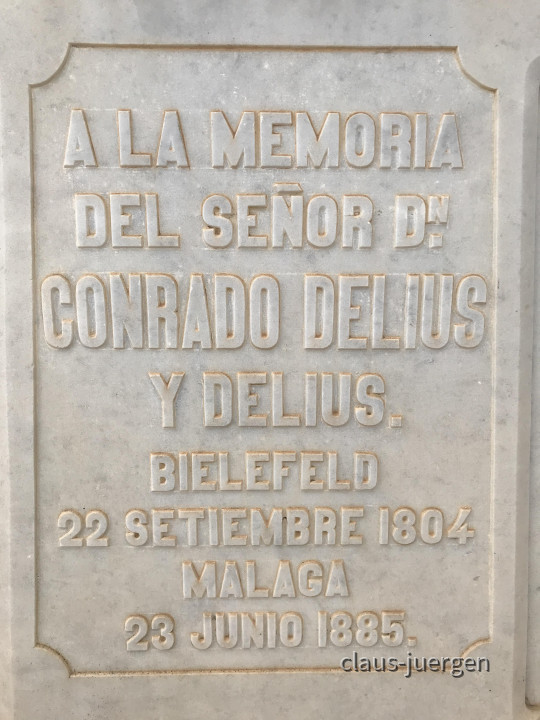 A LA MEMORIA
DEL SEÑOR Dᴺ.
CONRADO DELIUS
Y DELIUS.
BIELEFELD
22 SETIEMBRE 1804
MALAGA
23 JUNIO 1885.
claus-juergen